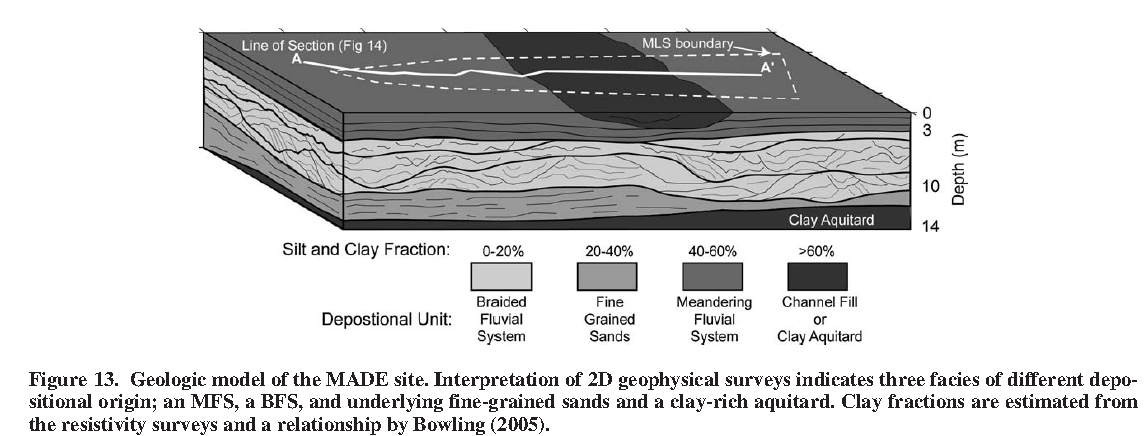 Line of Section (Fig 14)
MLS boundary
A
A'
0
3
10
14
Depth (m)
Clay Aquitard
Silt and Clay Fraction: 0-20% 20-40% 40-60% >60%
Depostional Unit: Braided Fluvial System
Fine Grained Sands
Meandering Fluvial System
Channel Fill or Clay Aquitard
Figure 13. Geologic model of the MADE site. Interpretation of 2D geophysical surveys indicates three facies of different depo-
sitional origin; an MFS, a BFS, and underlying fine-grained sands and a clay-rich aquitard. Clay fractions are estimated from
the resistivity surveys and a relationship by Bowling (2005).